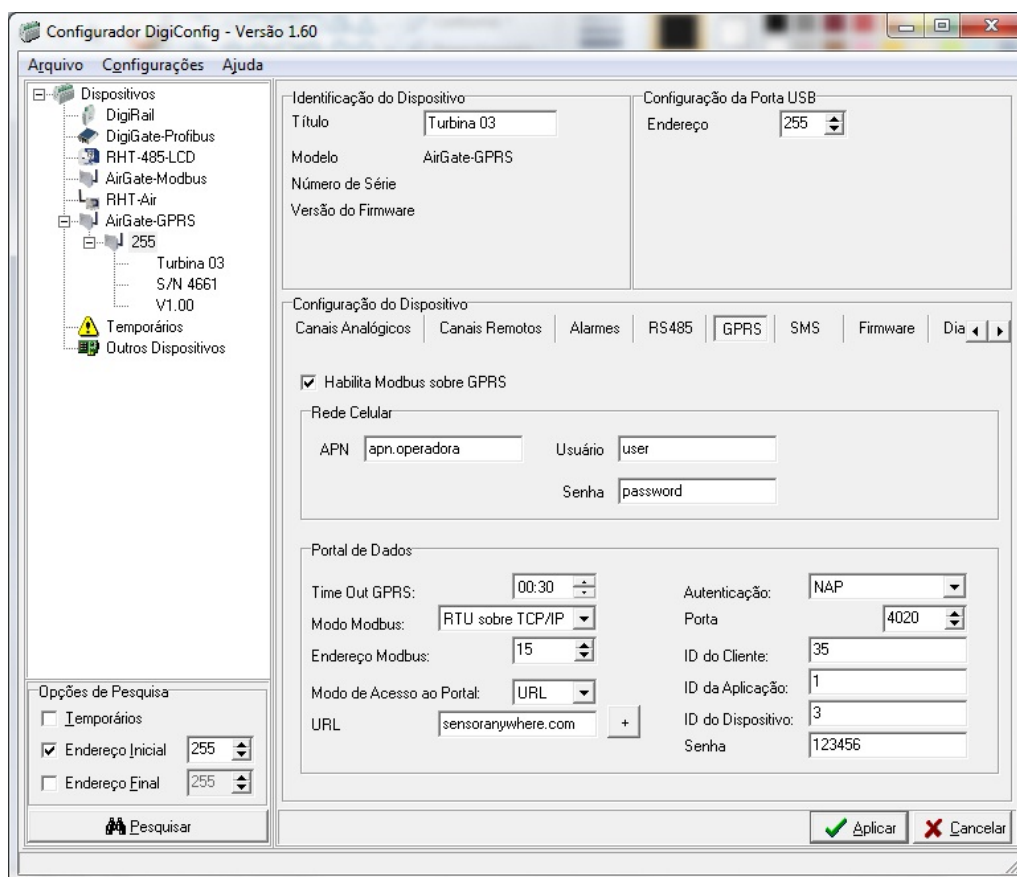 Configurador DigiConfig - Versão 1.60
Arquivo Configurações Ajuda
Dispositivos
DigiRail
DigiGate-Profibus
RHT-485-LCD
AirGate-Modbus
RHT-Air
AirGate-GPRS
255
Turbina 03
S/N 4661
V1.00
Temporários
Outros Dispositivos
Opções de Pesquisa
Temporários
Endereço Inicial 255
Endereço Final 255
Pesquisar
Identificação do Dispositivo
Título Turbina 03
Modelo AirGate-GPRS
Número de Série
Versão do Firmware
Configuração da Porta USB
Endereço 255
Configuração do Dispositivo
Canais Analógicos Canais Remotos Alarmes RS485 GPRS SMS Firmware Dia
Habilita Modbus sobre GPRS
Rede Celular
APN apn.operadora Usuário user
Senha password
Portal de Dados
Time Out GPRS: 00:30
Modo Modbus: RTU sobre TCP/IP
Endereço Modbus: 15
Modo de Acesso ao Portal: URL
URL sensoranywhere.com +
Autenticação: NAP
Porta 4020
ID do Cliente: 35
ID da Aplicação: 1
ID do Dispositivo: 3
Senha 123456
Aplicar Cancelar